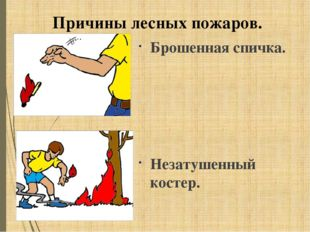 Причины лесных пожаров.
Брошенная спичка.
Незатушенный
костер.